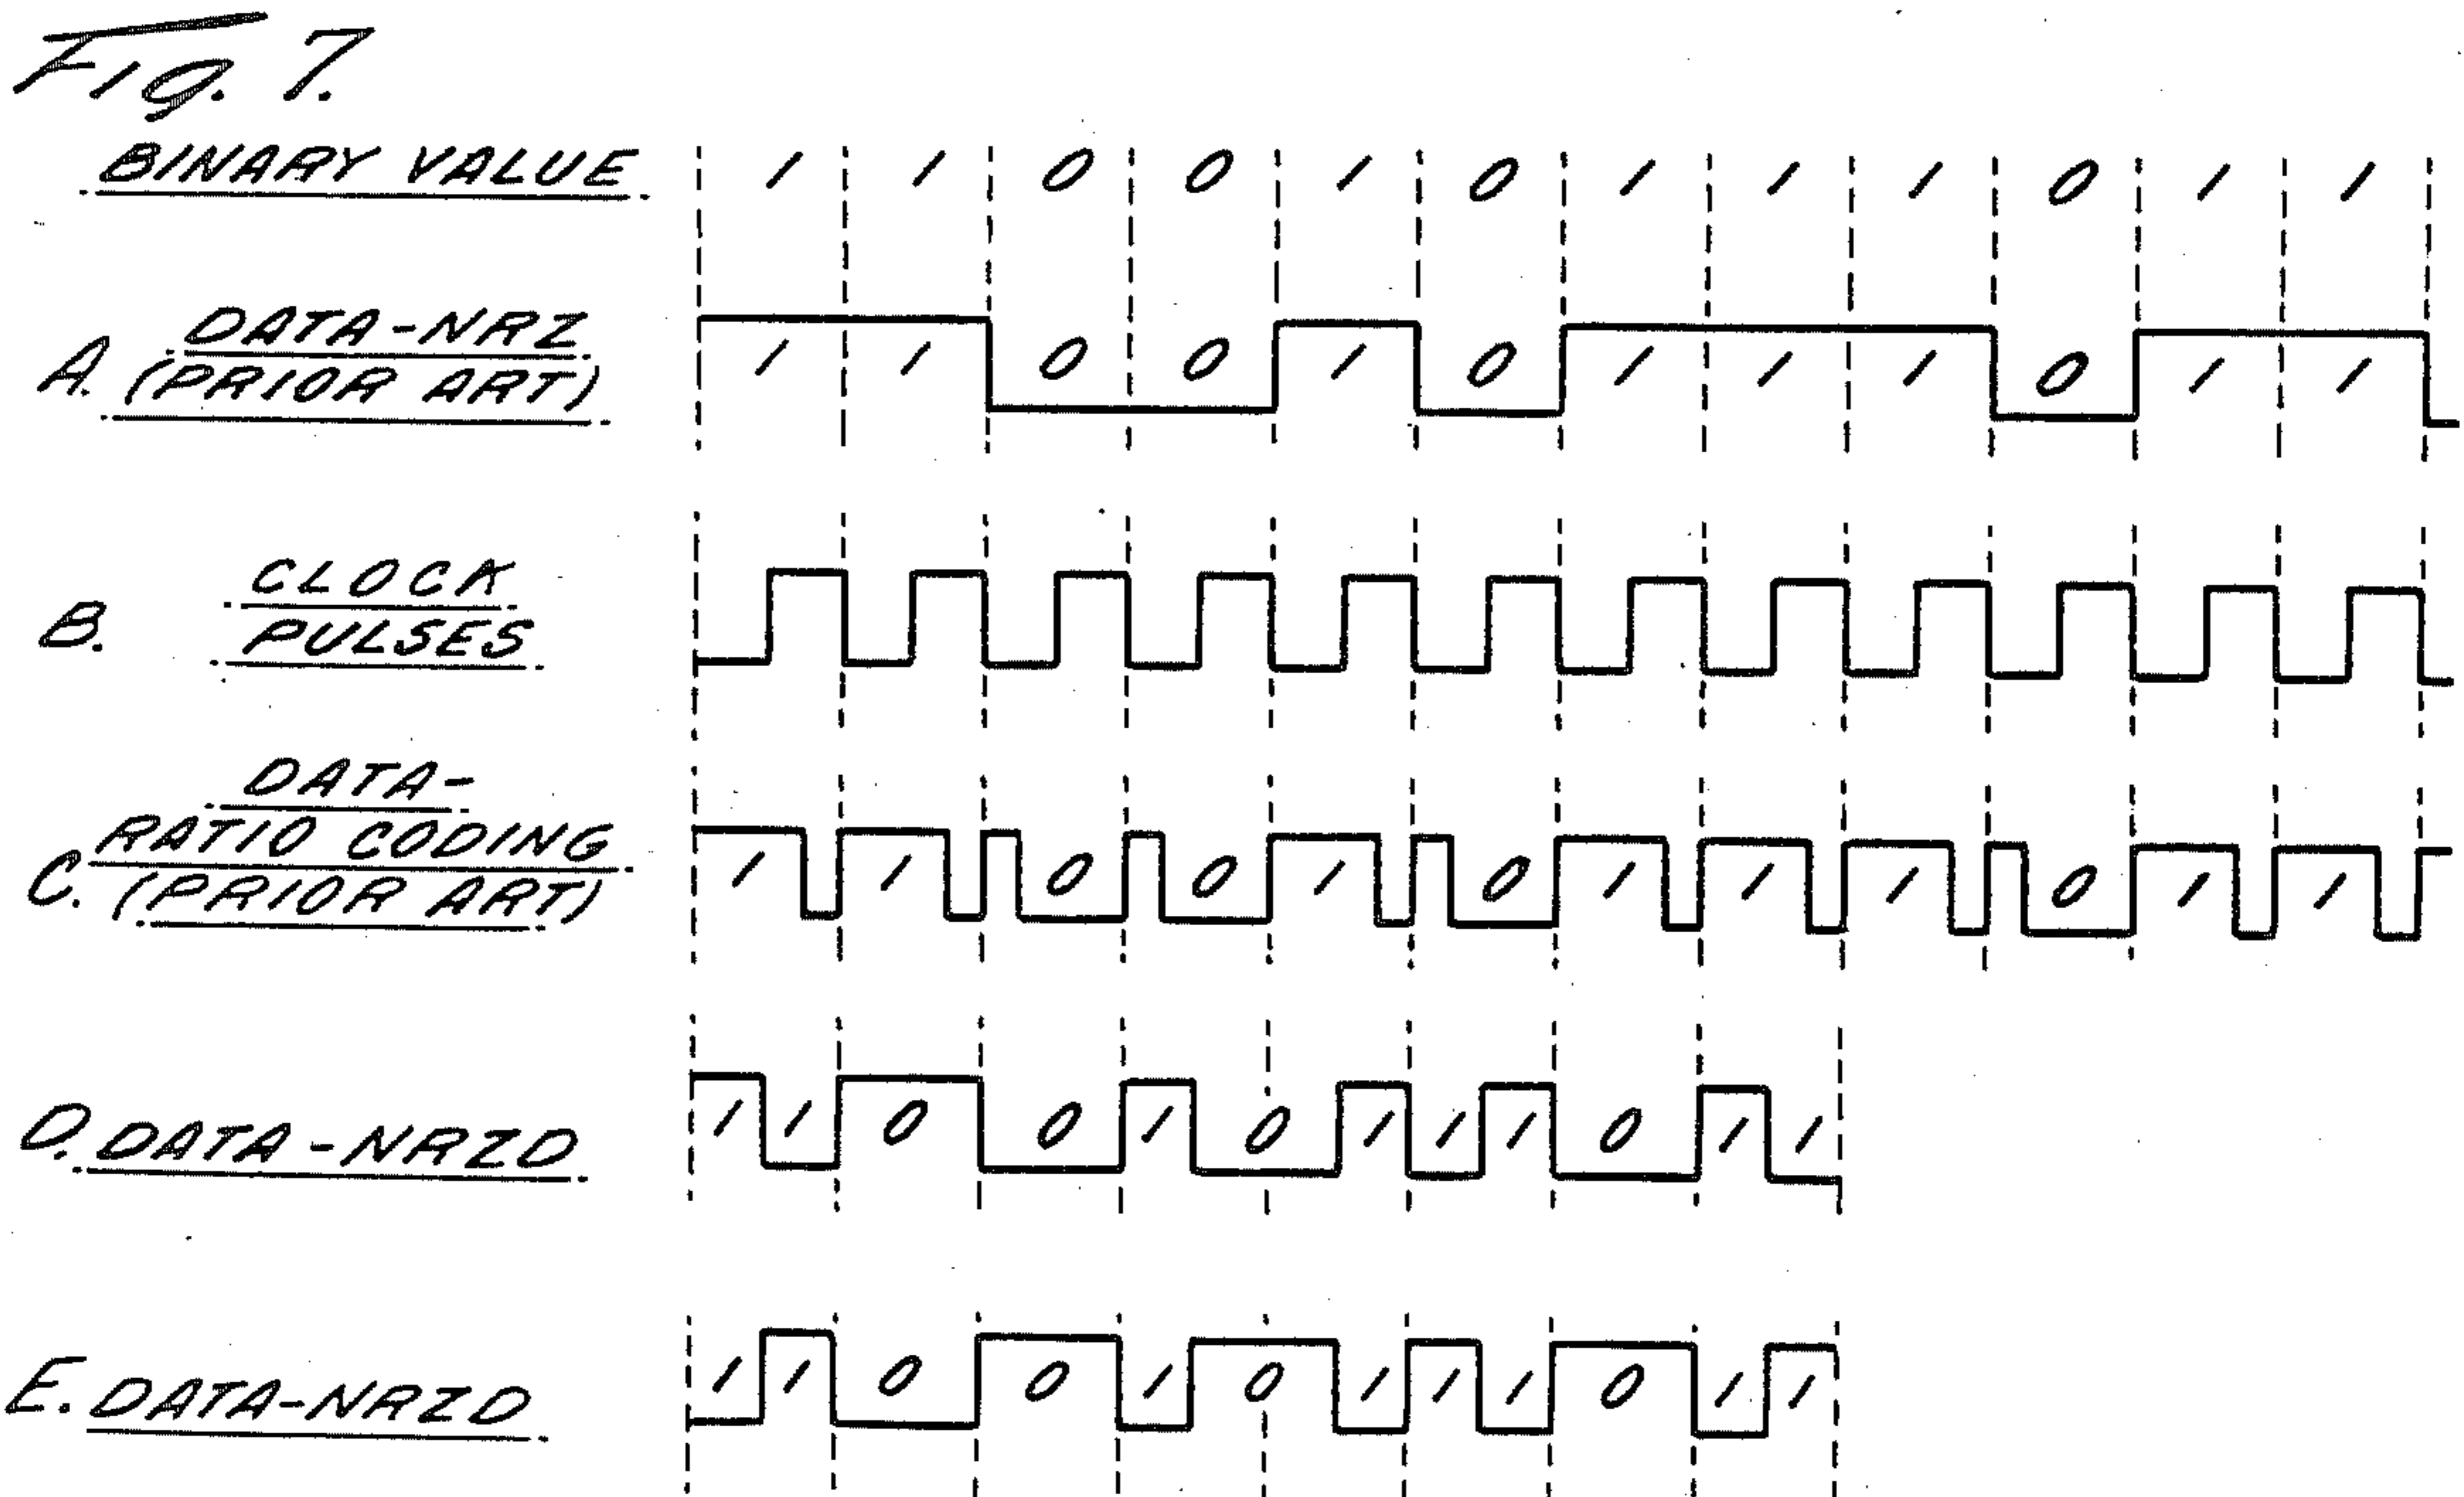 Fig. 7.
BINARY VALUE 1 1 0 0 1 0 1 1 1 0 1 1
DATA-NRZ
A. (PRIOR ART) 1 1 0 0 1 0 1 1 1 0 1 1
CLOCK
B. PULSES
DATA-
RATIO CODING
C. (PRIOR ART) 1 1 0 0 1 0 1 1 1 0 1 1
D. DATA-NRZD 1 1 0 0 1 0 1 1 1 0 1 1
E. DATA-NRZD 1 1 0 0 1 0 1 1 1 0 1 1